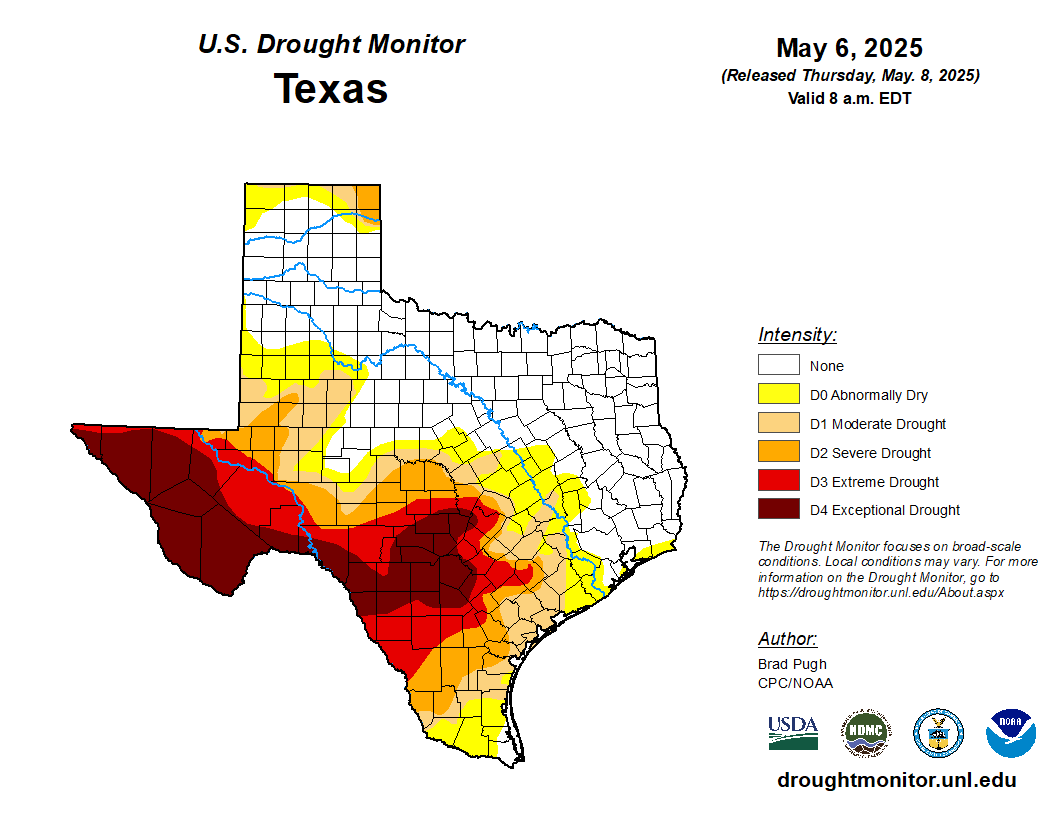 U.S. Drought Monitor
Texas
May 6, 2025
(Released Thursday, May. 8, 2025)
Valid 8 a.m. EDT
Intensity:
None
D0 Abnormally Dry
D1 Moderate Drought
D2 Severe Drought
D3 Extreme Drought
D4 Exceptional Drought
The Drought Monitor focuses on broad-scale
conditions. Local conditions may vary. For more
information on the Drought Monitor, go to
https://droughtmonitor.unl.edu/About.aspx
Author:
Brad Pugh
CPC/NOAA
USDA
NDMC
NOAA
droughtmonitor.unl.edu